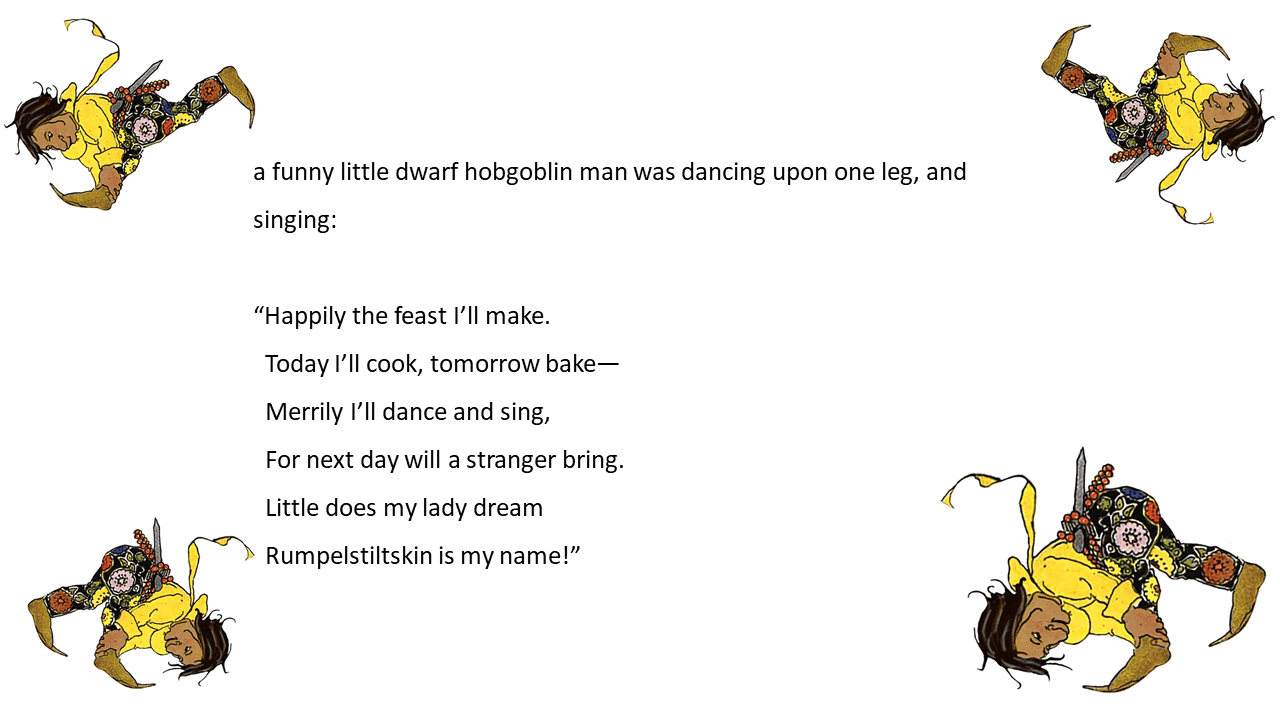 a funny little dwarf hobgoblin man was dancing upon one leg, and
singing:
“Happily the feast I’ll make.
Today I’ll cook, tomorrow bake—
Merrily I’ll dance and sing,
For next day will a stranger bring.
Little does my lady dream
Rumpelstiltskin is my name!”